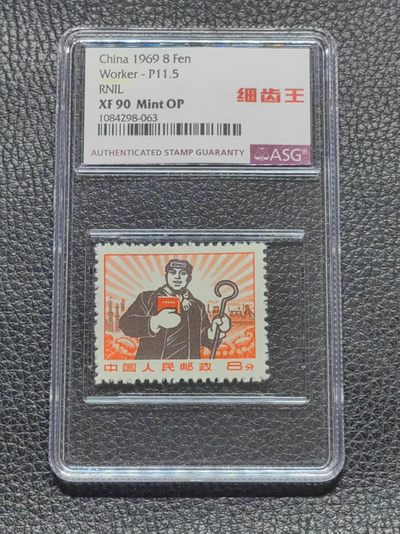 China 1969 8 Fen
Worker - P11.5
RNIL
XF 90 Mint OP
1084298-063
细齿王
AUTHENTICATED STAMP GUARANTY
ASG®
中国人民邮政 8分